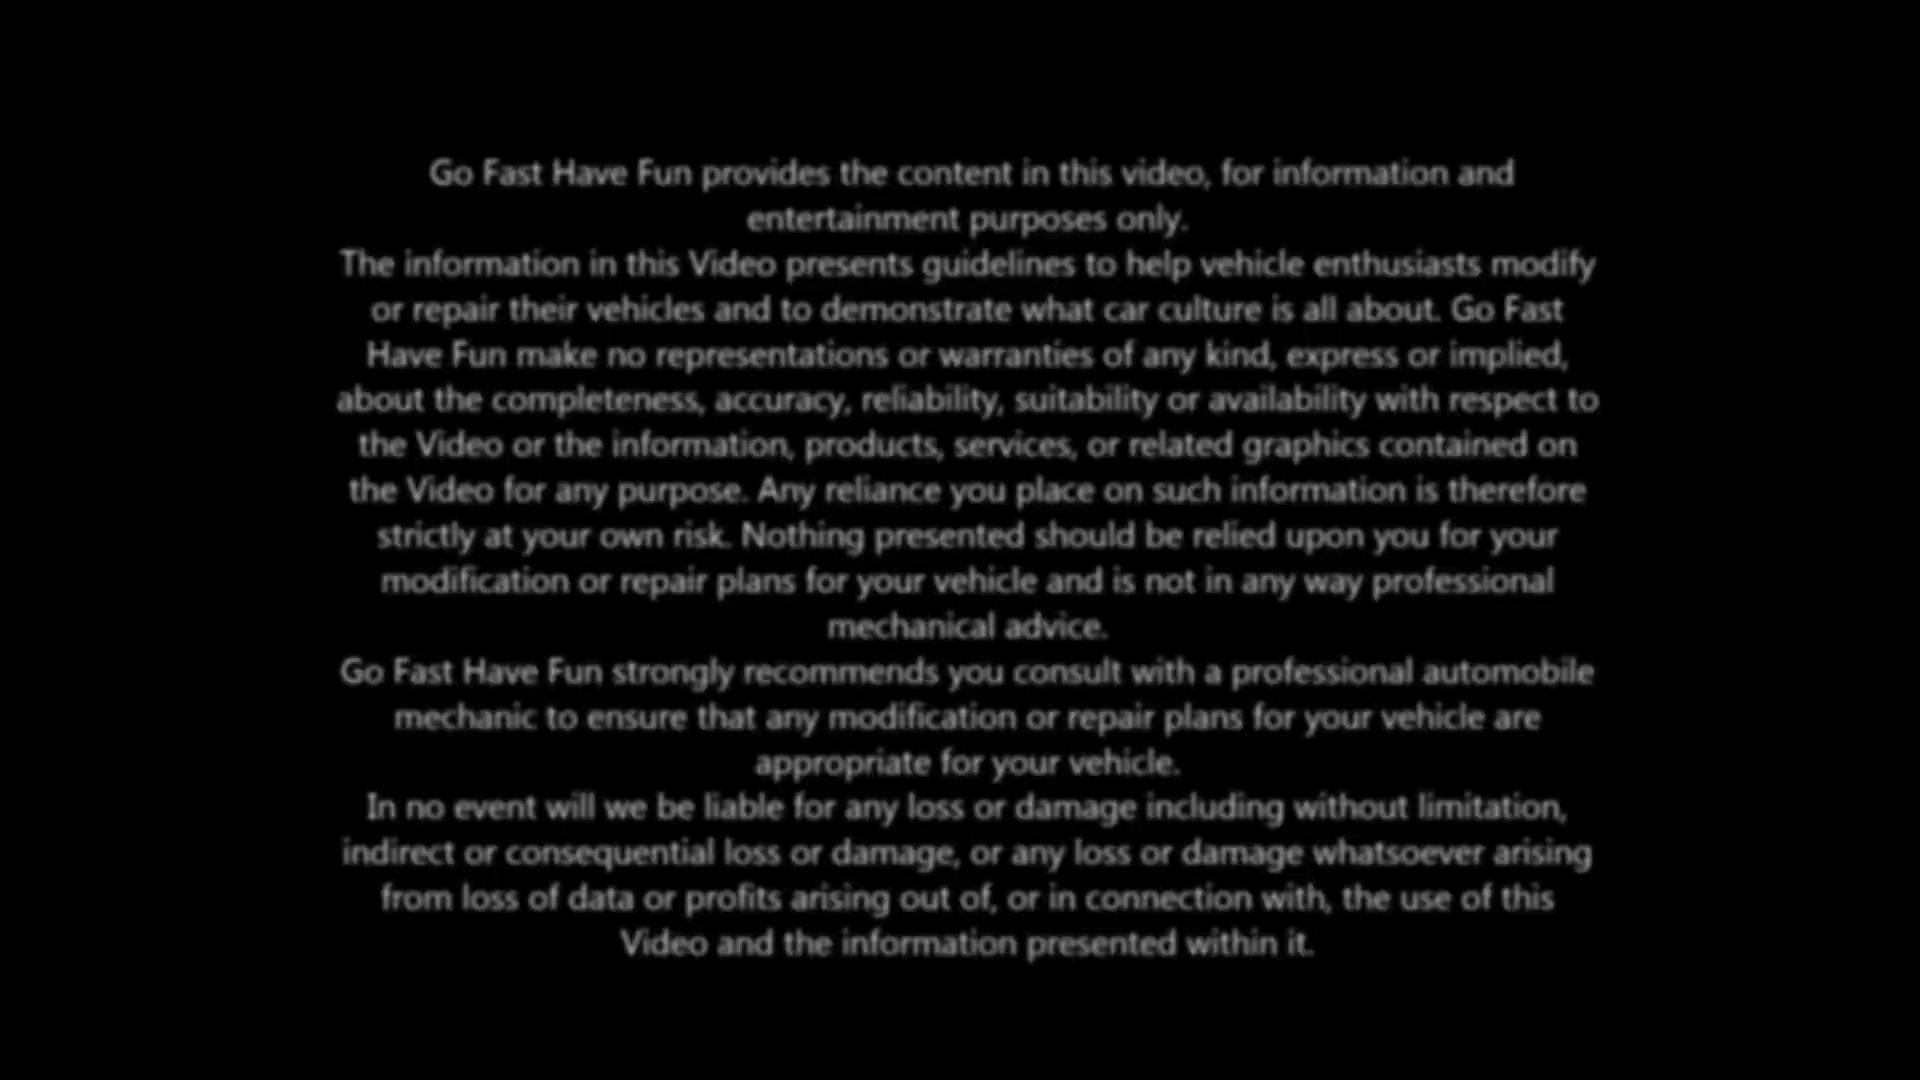 Go Fast Have Fun provides the content in this video, for information and
entertainment purposes only.
The information in this Video presents guidelines to help vehicle enthusiasts modify
or repair their vehicles and to demonstrate what car culture is all about. Go Fast
Have Fun make no representations or warranties of any kind, express or implied,
about the completeness, accuracy, reliability, suitability or availability with respect to
the Video or the information, products, services, or related graphics contained on
the Video for any purpose. Any reliance you place on such information is therefore
strictly at your own risk. Nothing presented should be relied upon you for your
modification or repair plans for your vehicle and is not in any way professional
mechanical advice.
Go Fast Have Fun strongly recommends you consult with a professional automobile
mechanic to ensure that any modification or repair plans for your vehicle are
appropriate for your vehicle.
In no event will we be liable for any loss or damage including without limitation,
indirect or consequential loss or damage, or any loss or damage whatsoever arising
from loss of data or profits arising out of, or in connection with, the use of this
Video and the information presented within it.